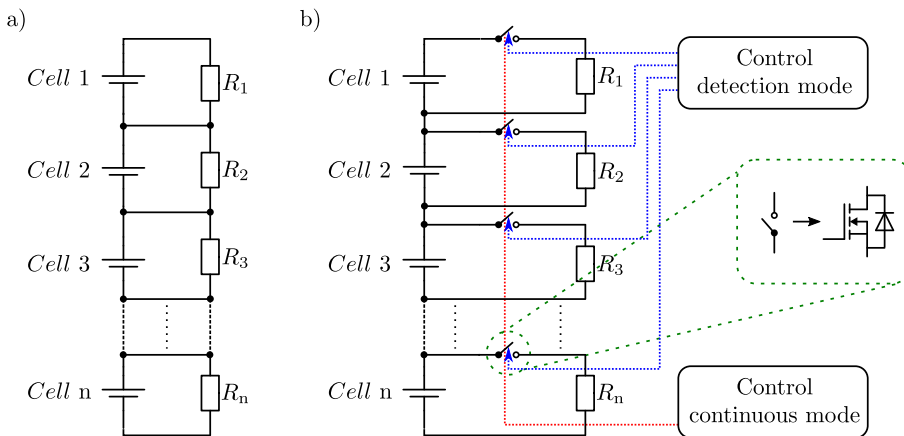 a)
Cell 1
R1
Cell 2
R2
Cell 3
R3
Cell n
Rn
b)
Cell 1
R1
Cell 2
R2
Cell 3
R3
Cell n
Rn
Control
detection mode
Control
continuous mode